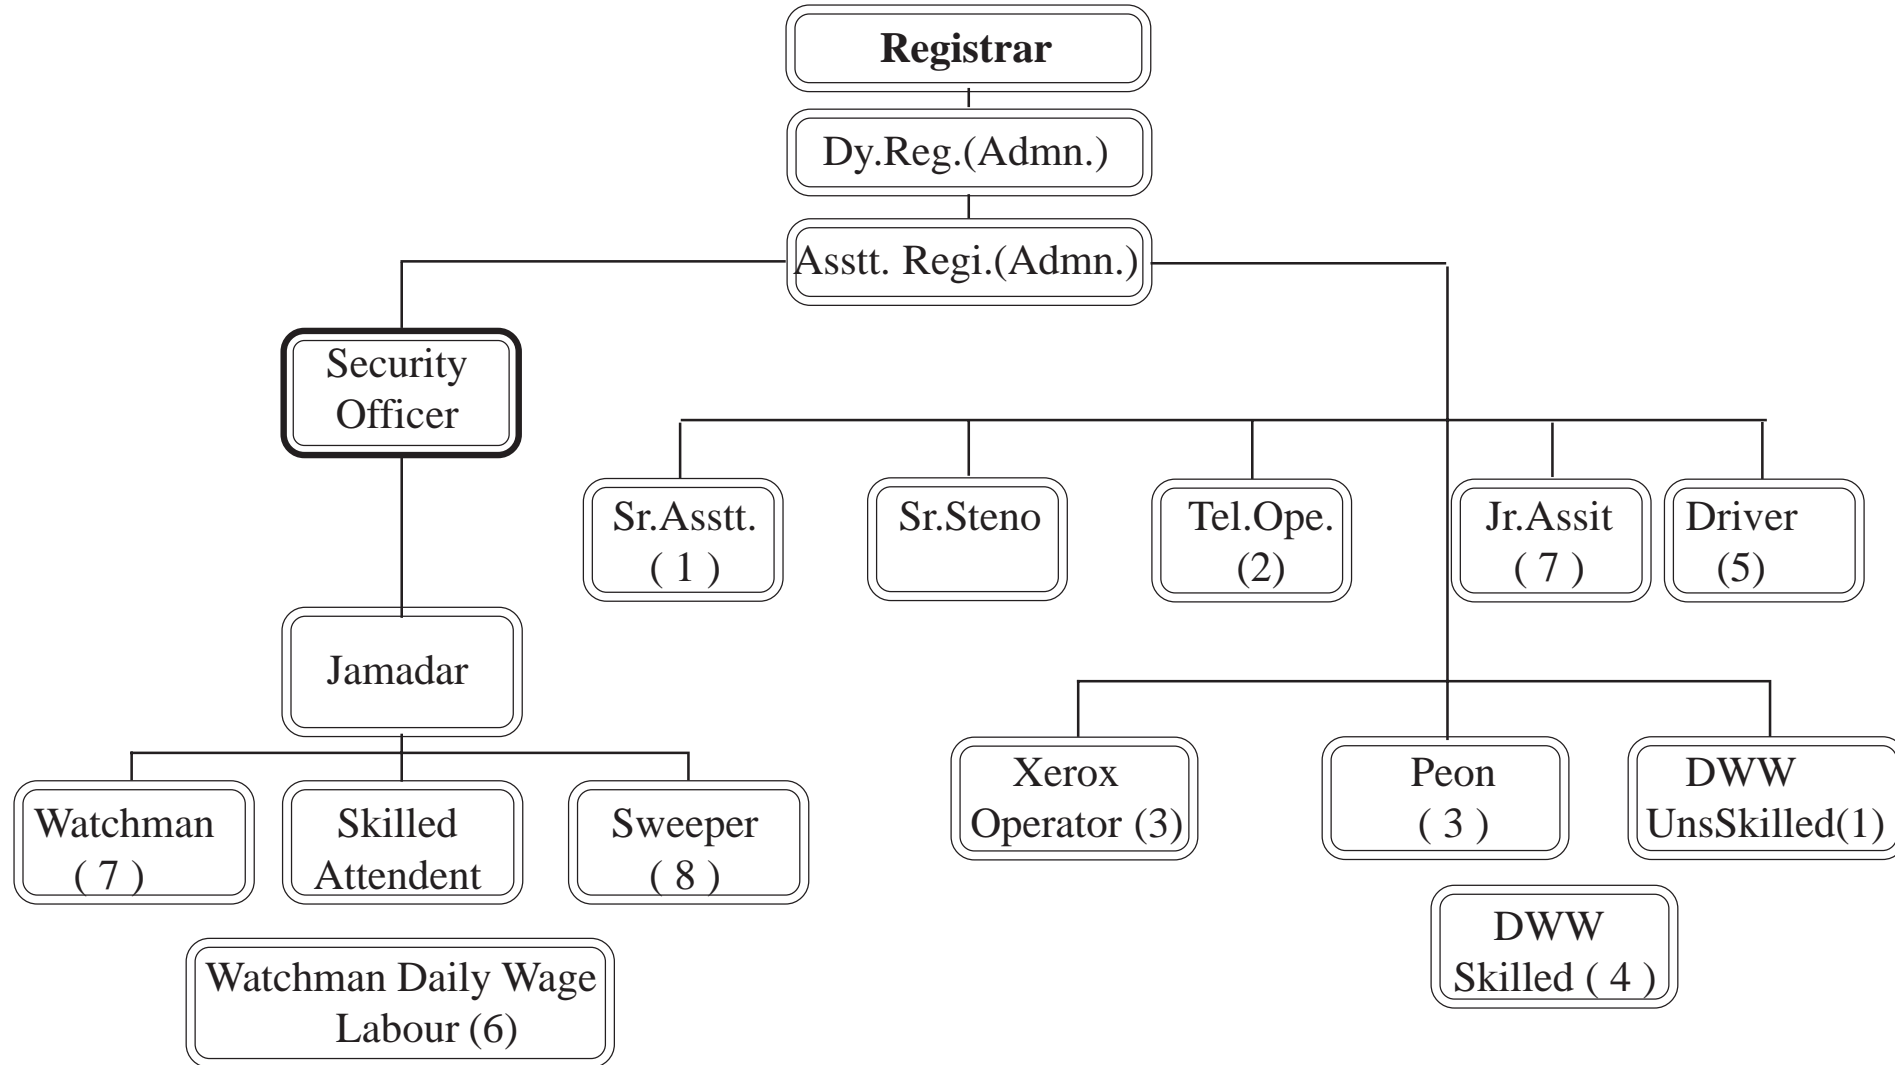 Registrar
Dy.Reg.(Admn.)
Asstt. Regi.(Admn.)
Security
Officer
Sr.Asstt.
( 1 )
Sr.Steno
Tel.Ope.
(2)
Jr.Assit
( 7 )
Driver
(5)
Jamadar
Watchman
( 7 )
Skilled
Attendent
Sweeper
( 8 )
Xerox
Operator (3)
Peon
( 3 )
DWW
UnsSkilled(1)
DWW
Skilled ( 4 )
Watchman Daily Wage
Labour (6)